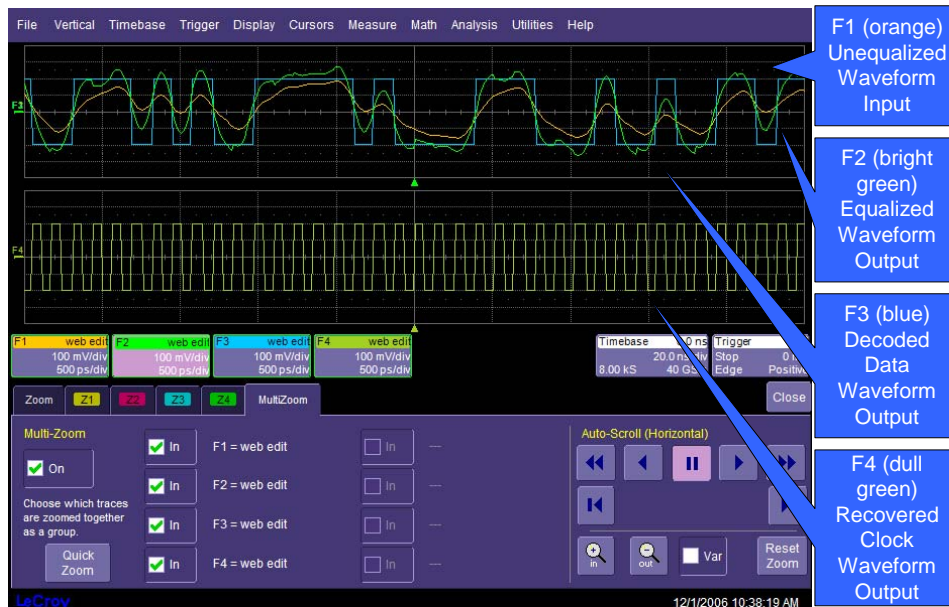 File Vertical Timebase Trigger Display Cursors Measure Math Analysis Utilities Help
F3
F4
F1 web edit
100 mV/div
500 ps/div
F2 web edit
100 mV/div
500 ps/div
F3 web edit
100 mV/div
500 ps/div
F4 web edit
100 mV/div
500 ps/div
Timebase 0.0 ns
20.0 ns/div
8.00 kS 40 GS/
Trigger
Stop 0
Edge Positive
Zoom Z1 Z2 Z3 Z4 MultiZoom Close
Multi-Zoom
On
Choose which traces
are zoomed together
as a group.
Quick
Zoom
In F1 = web edit In ---
In F2 = web edit In ---
In F3 = web edit In ---
In F4 = web edit In ---
Auto-Scroll (Horizontal)
in
out
Var
Reset
Zoom
LeCroy
12/1/2006 10:38:19 AM
F1 (orange)
Unequalized
Waveform
Input
F2 (bright
green)
Equalized
Waveform
Output
F3 (blue)
Decoded
Data
Waveform
Output
F4 (dull
green)
Recovered
Clock
Waveform
Output